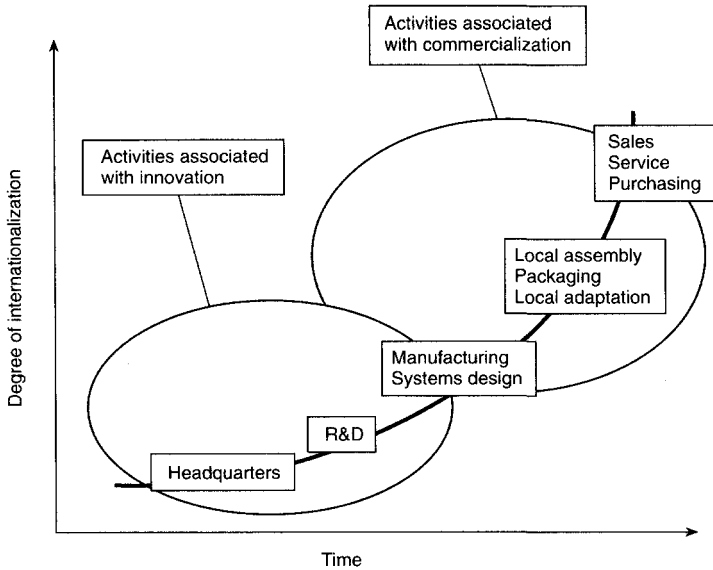 Activities associated
with commercialization
Activities associated
with innovation
Sales
Service
Purchasing
Local assembly
Packaging
Local adaptation
Manufacturing
Systems design
R&D
Headquarters
Degree of internationalization
Time